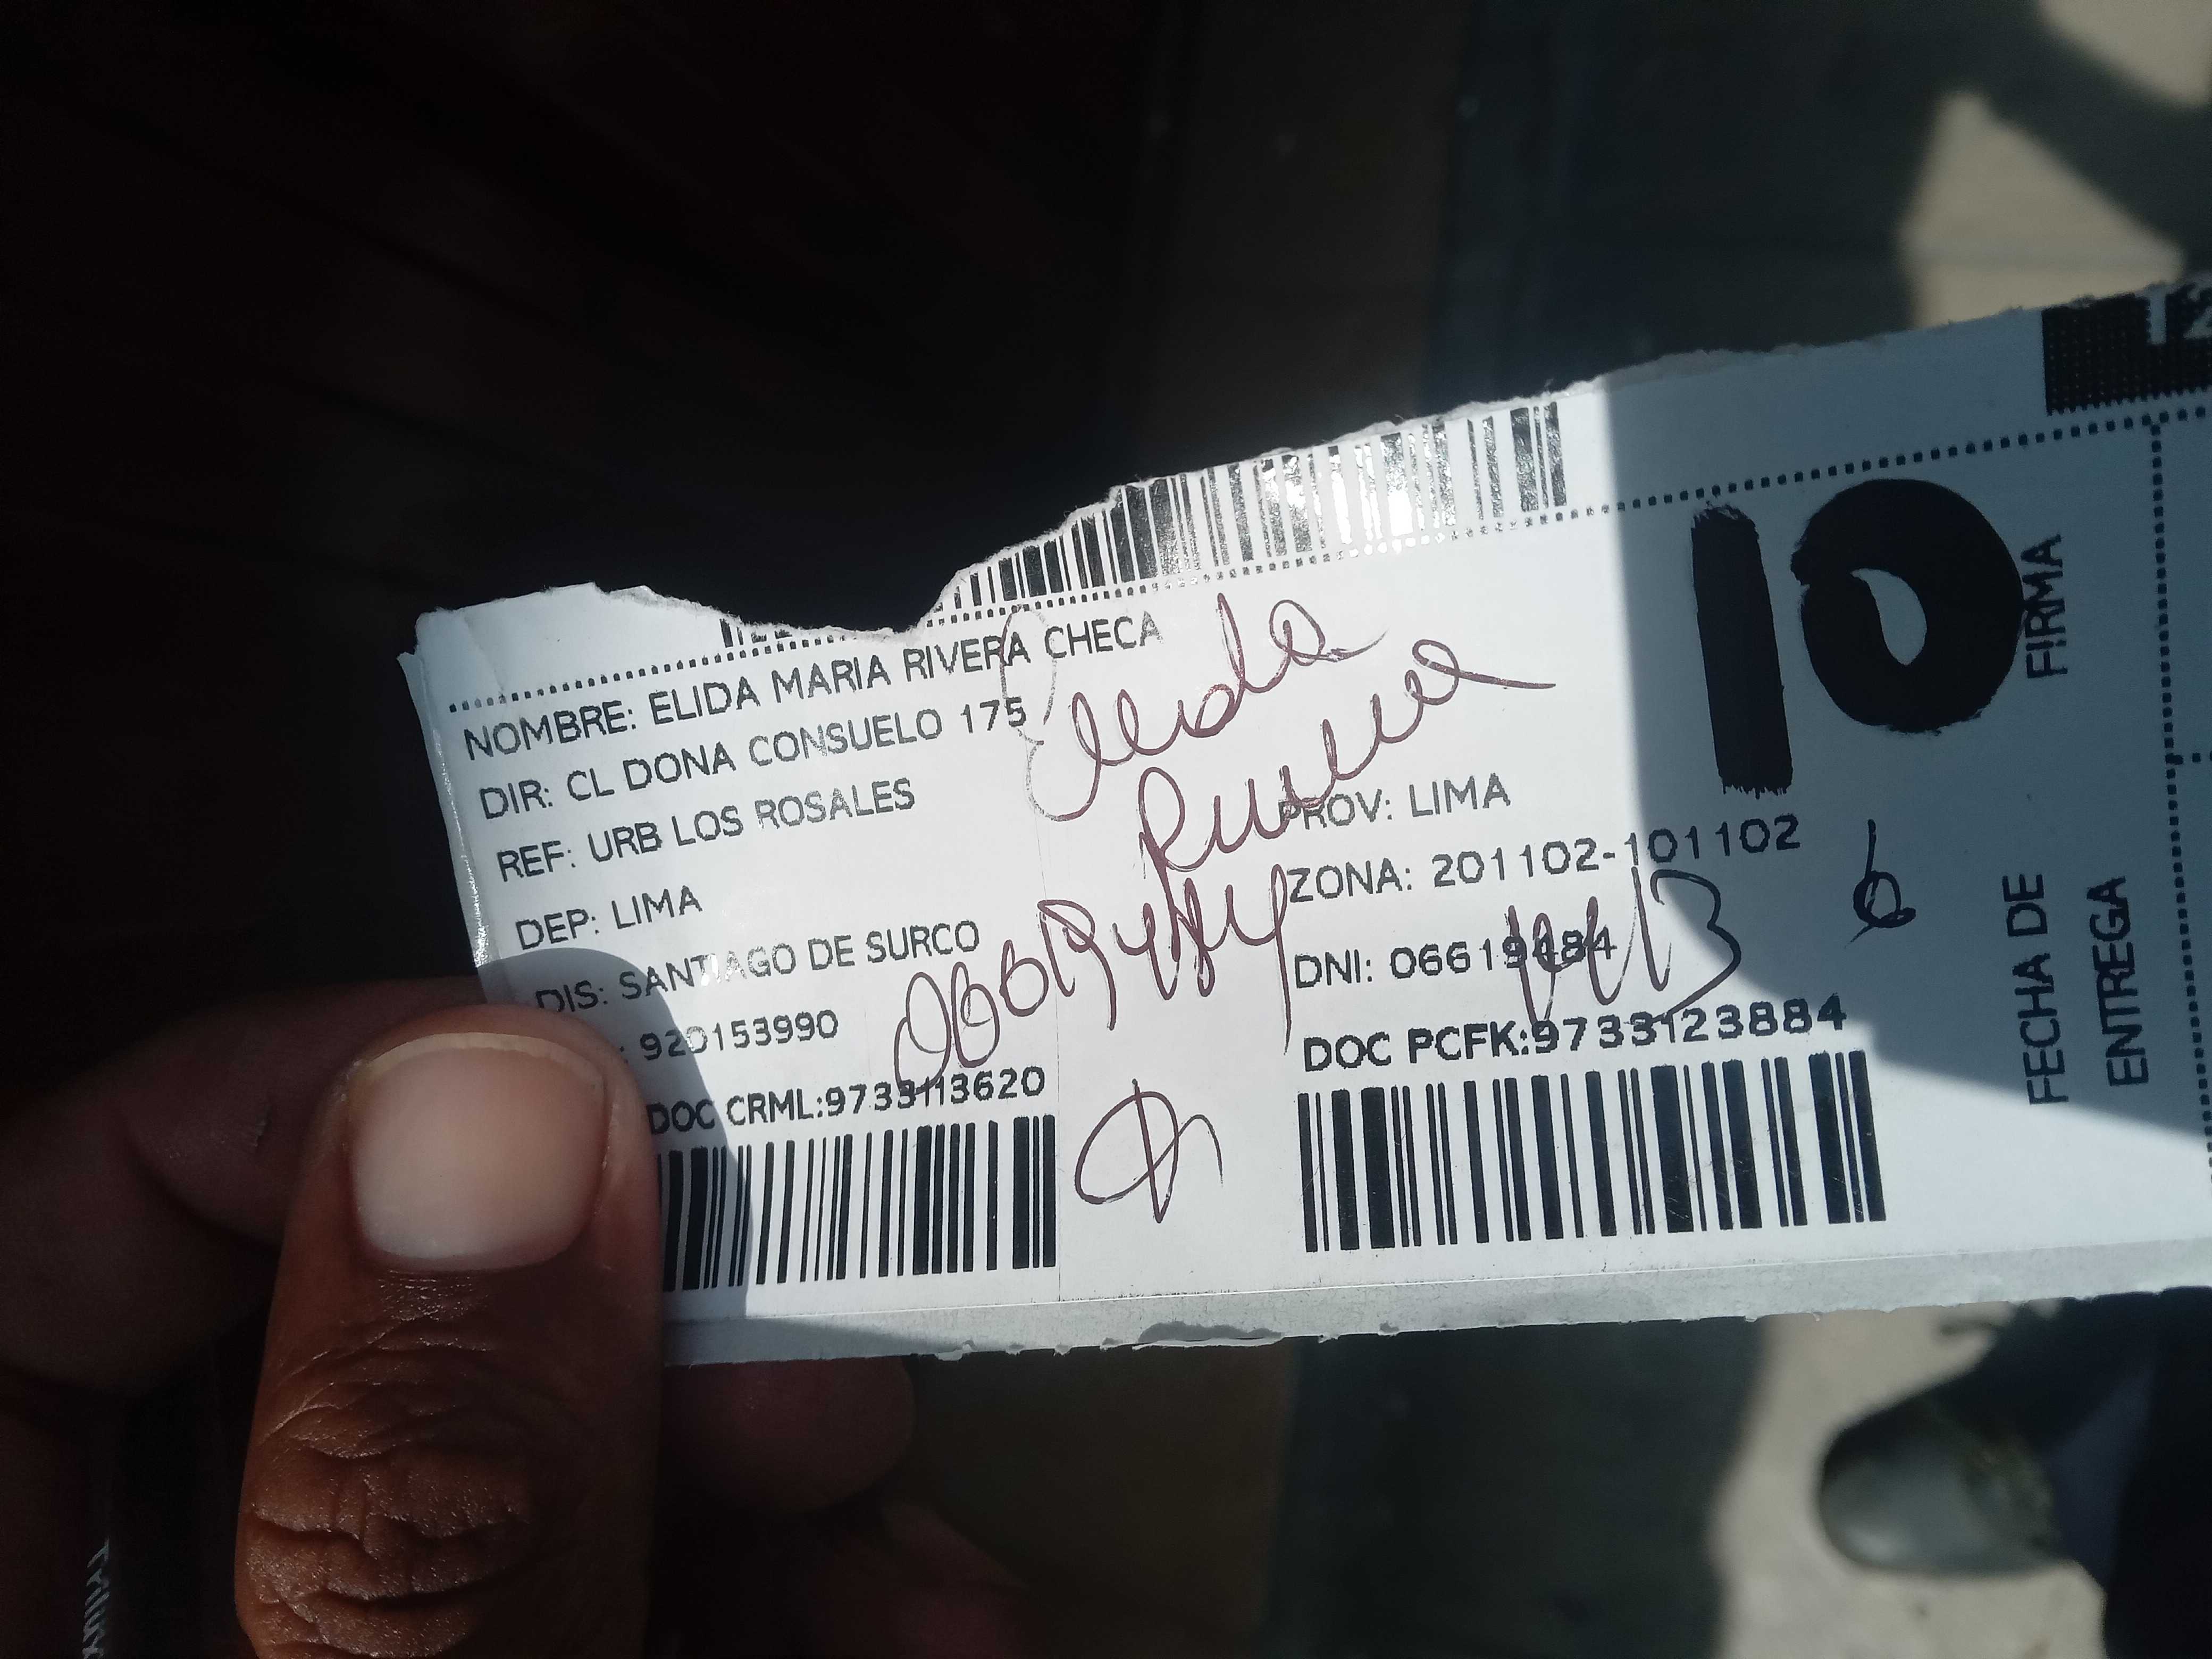 NOMBRE: ELIDA MARIA RIVERA CHECA
DIR: CL DONA CONSUELO 175
REF: URB LOS ROSALES
DEP: LIMA
PROV: LIMA
DIS: SANTIAGO DE SURCO
ZONA: 201102-101102
: 920153990
DNI: 06619484
DOC CRML:9733113620
DOC PCFK:9733123884
Elida
Rivera
10
FIRMA
FECHA DE
ENTREGA